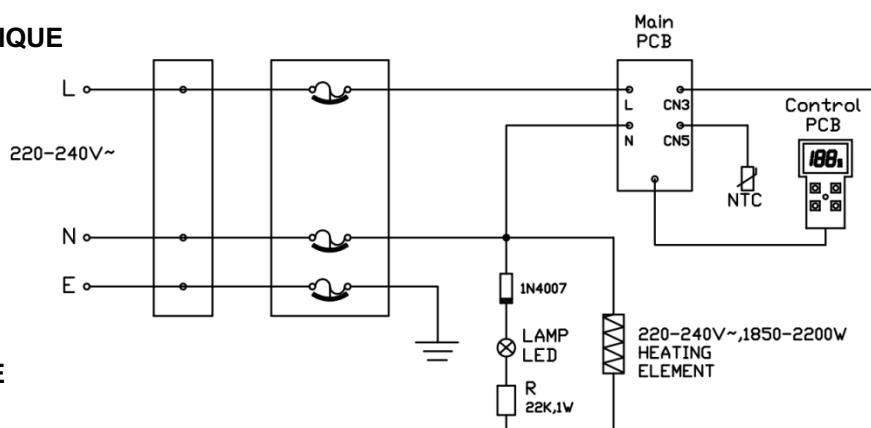 IQUE
Main
PCB
L
L
CN3
Control
PCB
220-240V~
N
CN5
188
NTC
N
E
1N4007
LAMP
LED
220-240V~,1850-2200W
HEATING
ELEMENT
E
R
22K,1W